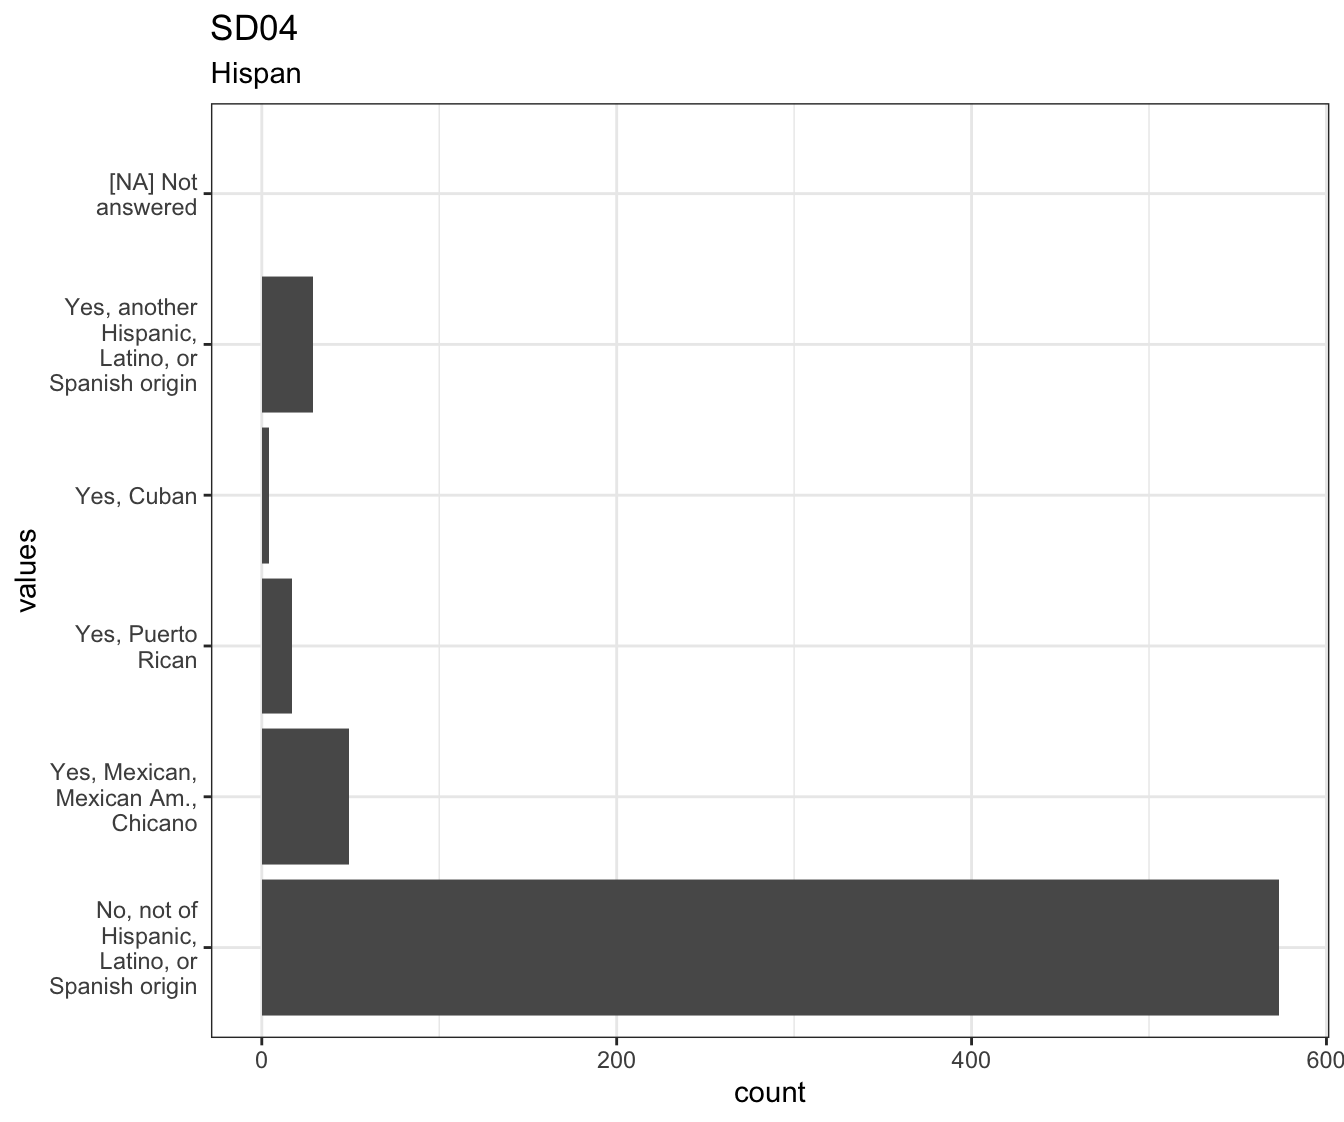 SD04
Hispan
[NA] Not
answered
Yes, another
Hispanic,
Latino, or
Spanish origin
Yes, Cuban
values
Yes, Puerto
Rican
Yes, Mexican,
Mexican Am.,
Chicano
No, not of
Hispanic,
Latino, or
Spanish origin
0 200 400 600
count